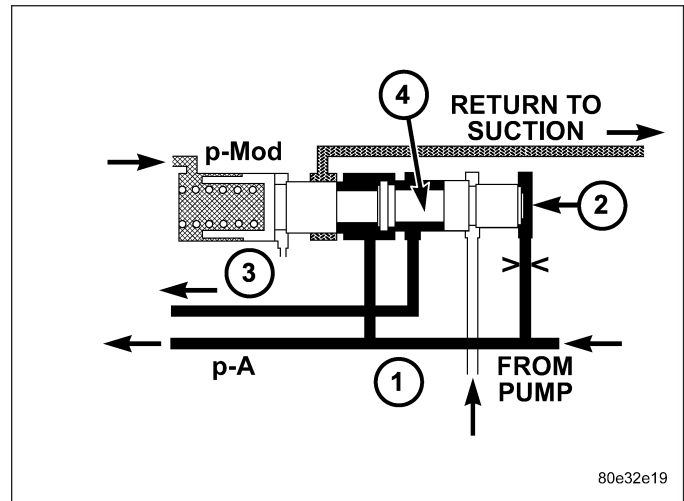 4
RETURN TO
SUCTION
p-Mod
2
3
> <
p-A
1
FROM
PUMP
80e32e19